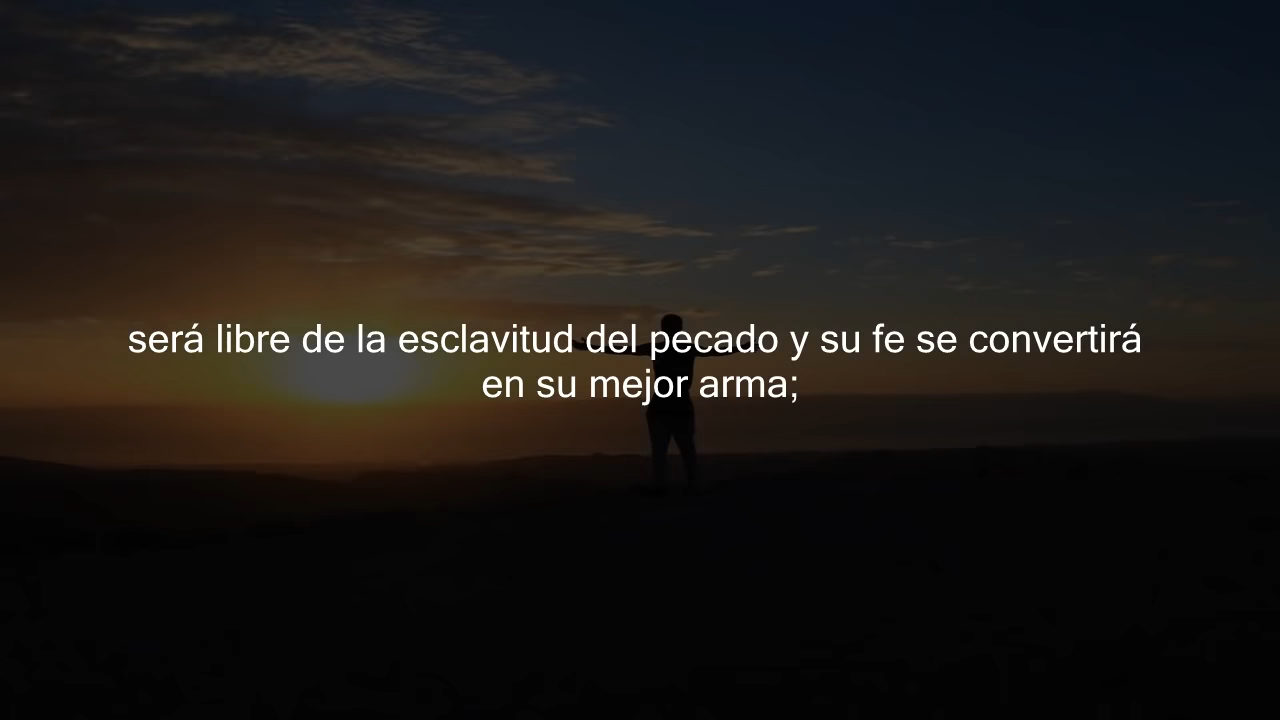 será libre de la esclavitud del pecado y su fe se convertirá
en su mejor arma;